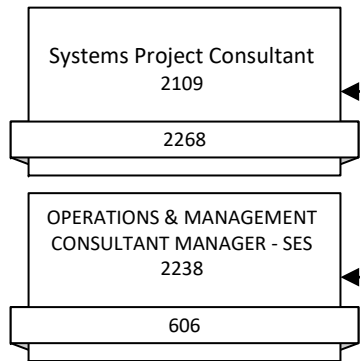 Systems Project Consultant
2109
2268
OPERATIONS & MANAGEMENT
CONSULTANT MANAGER - SES
2238
606